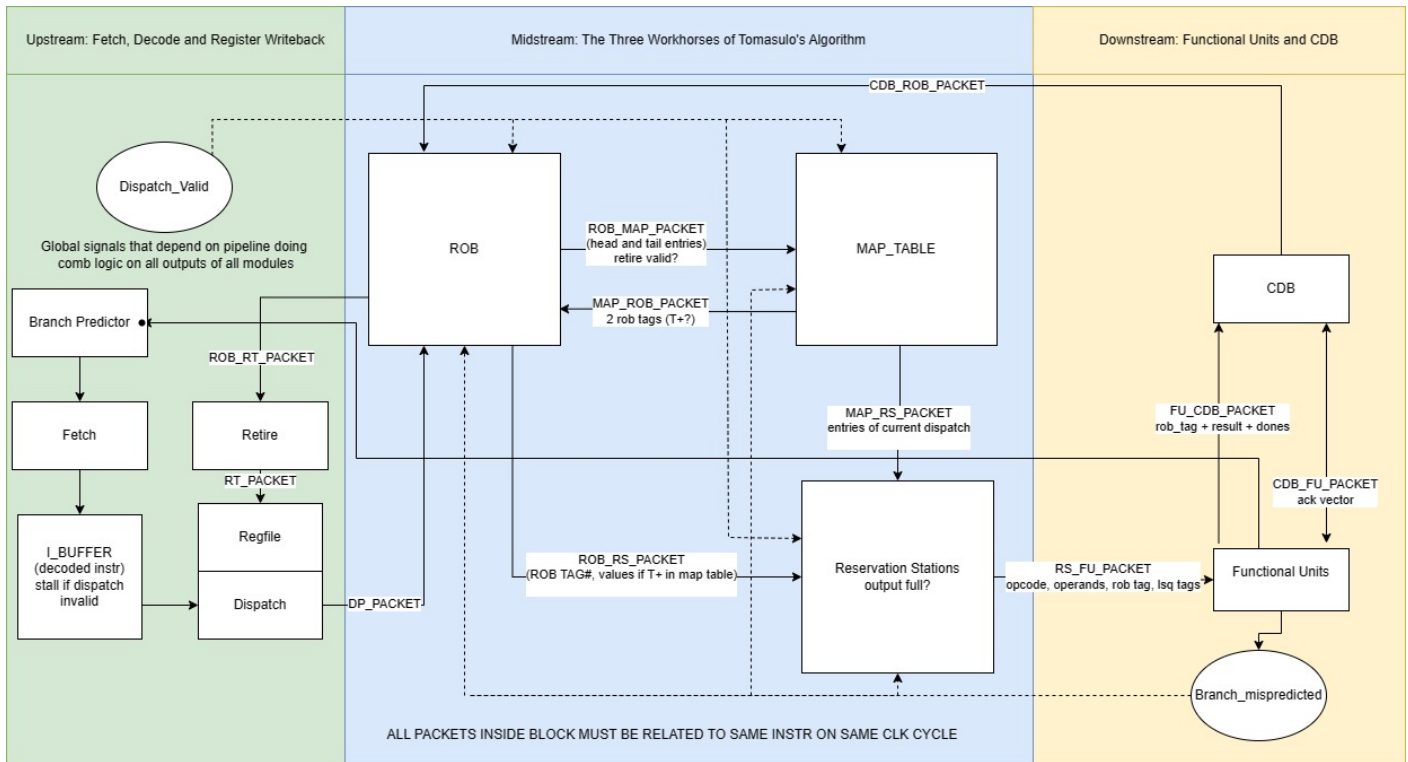 Upstream: Fetch, Decode and Register Writeback
Midstream: The Three Workhorses of Tomasulo's Algorithm
Downstream: Functional Units and CDB
CDB_ROB_PACKET
Dispatch_Valid
Global signals that depend on pipeline doing
comb logic on all outputs of all modules
ROB
ROB_MAP_PACKET
(head and tail entries)
retire valid?
MAP_TABLE
MAP_ROB_PACKET
2 rob tags (T+?)
CDB
Branch Predictor
ROB_RT_PACKET
Fetch
Retire
RT_PACKET
MAP_RS_PACKET
entries of current dispatch
FU_CDB_PACKET
rob_tag + result + dones
CDB_FU_PACKET
ack vector
I_BUFFER
(decoded instr)
stall if dispatch
invalid
Regfile
Dispatch
DP_PACKET
ROB_RS_PACKET
(ROB TAG#, values if T+ in map table)
Reservation Stations
output full?
RS_FU_PACKET
opcode, operands, rob tag, lsq tags
Functional Units
Branch_mispredicted
ALL PACKETS INSIDE BLOCK MUST BE RELATED TO SAME INSTR ON SAME CLK CYCLE